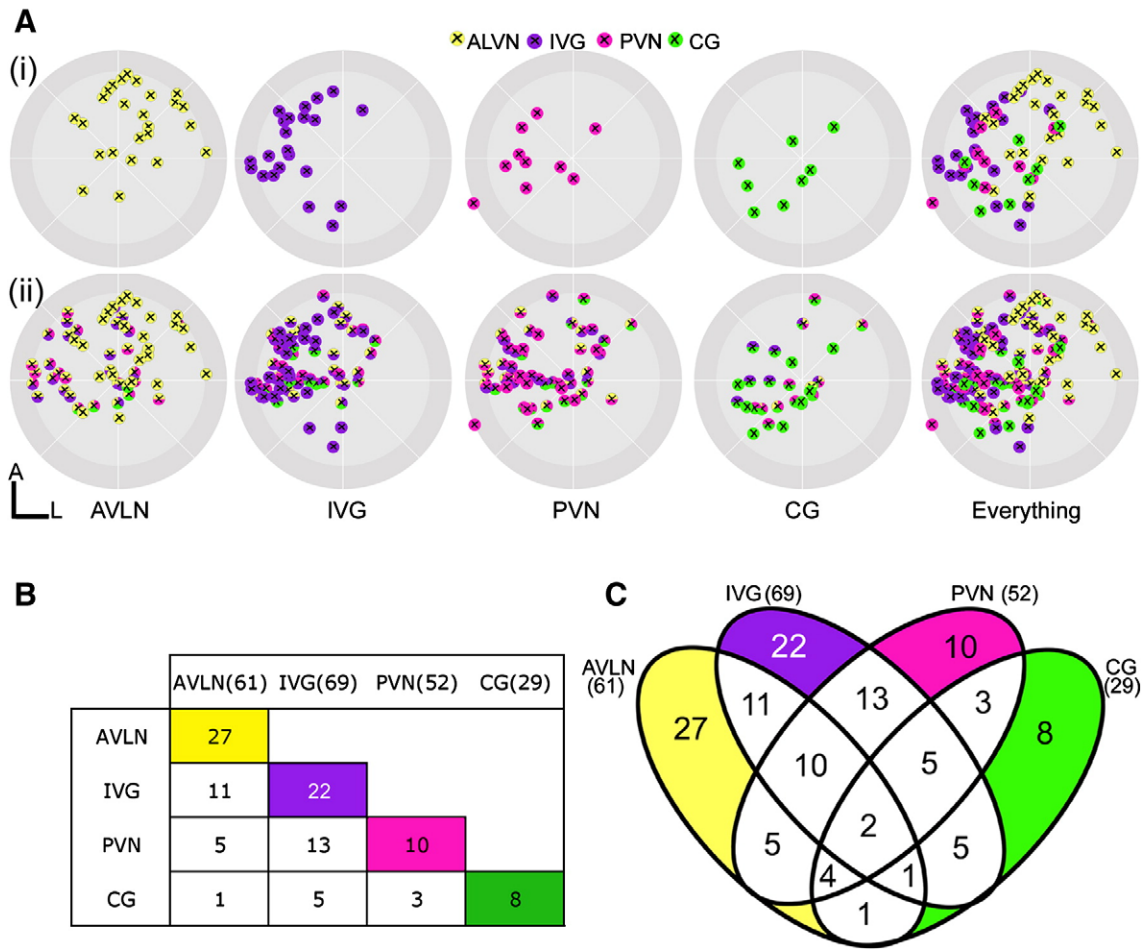 A
ALVN IVG PVN CG
(i)
(ii)
A
L
AVLN IVG PVN CG Everything
B
AVLN(61) IVG(69) PVN(52) CG(29)
AVLN 27
IVG 11 22
PVN 5 13 10
CG 1 5 3 8
C
IVG(69) PVN (52)
AVLN
(61)
CG
(29)
22 10
11 13 3
27 8
10 5
2
5 5
4 1
1